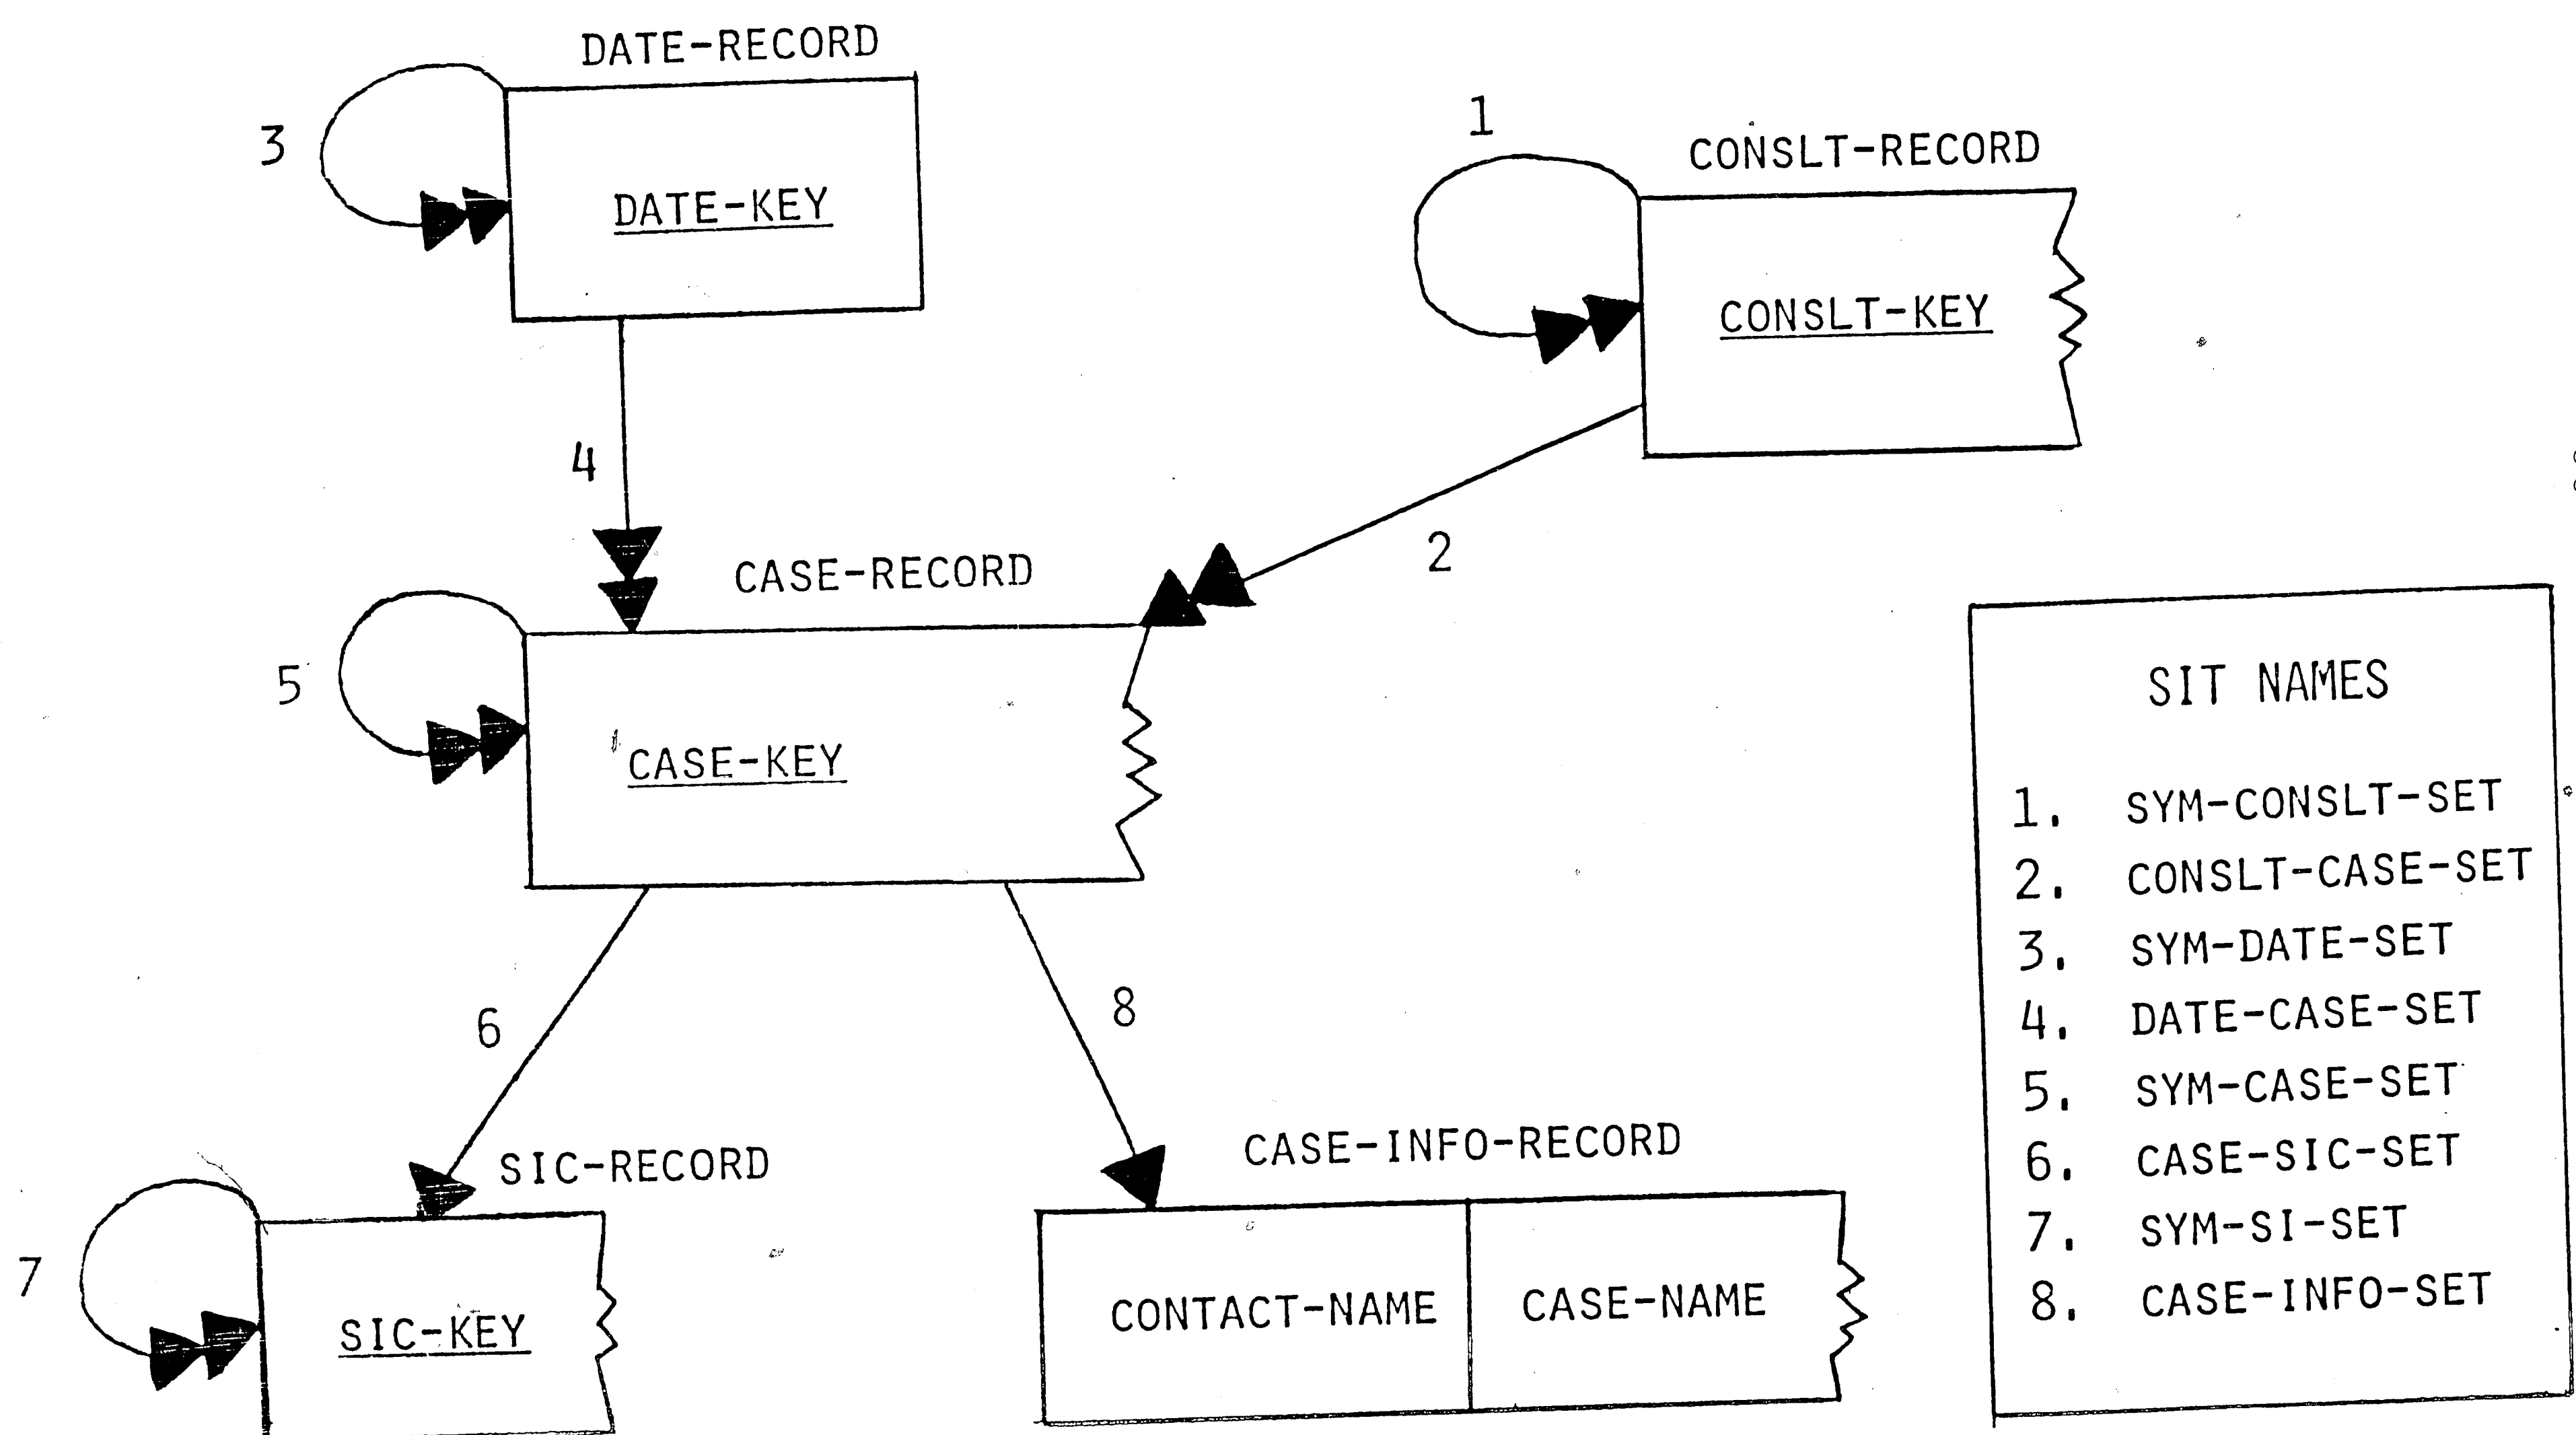 DATE-RECORD
3
DATE-KEY
1
CONSLT-RECORD
CONSLT-KEY
4
2
CASE-RECORD
5
CASE-KEY
6
8
SIC-RECORD
7
SIC-KEY
CASE-INFO-RECORD
CONTACT-NAME
CASE-NAME
SIT NAMES
1. SYM-CONSLT-SET
2. CONSLT-CASE-SET
3. SYM-DATE-SET
4. DATE-CASE-SET
5. SYM-CASE-SET
6. CASE-SIC-SET
7. SYM-SI-SET
8. CASE-INFO-SET